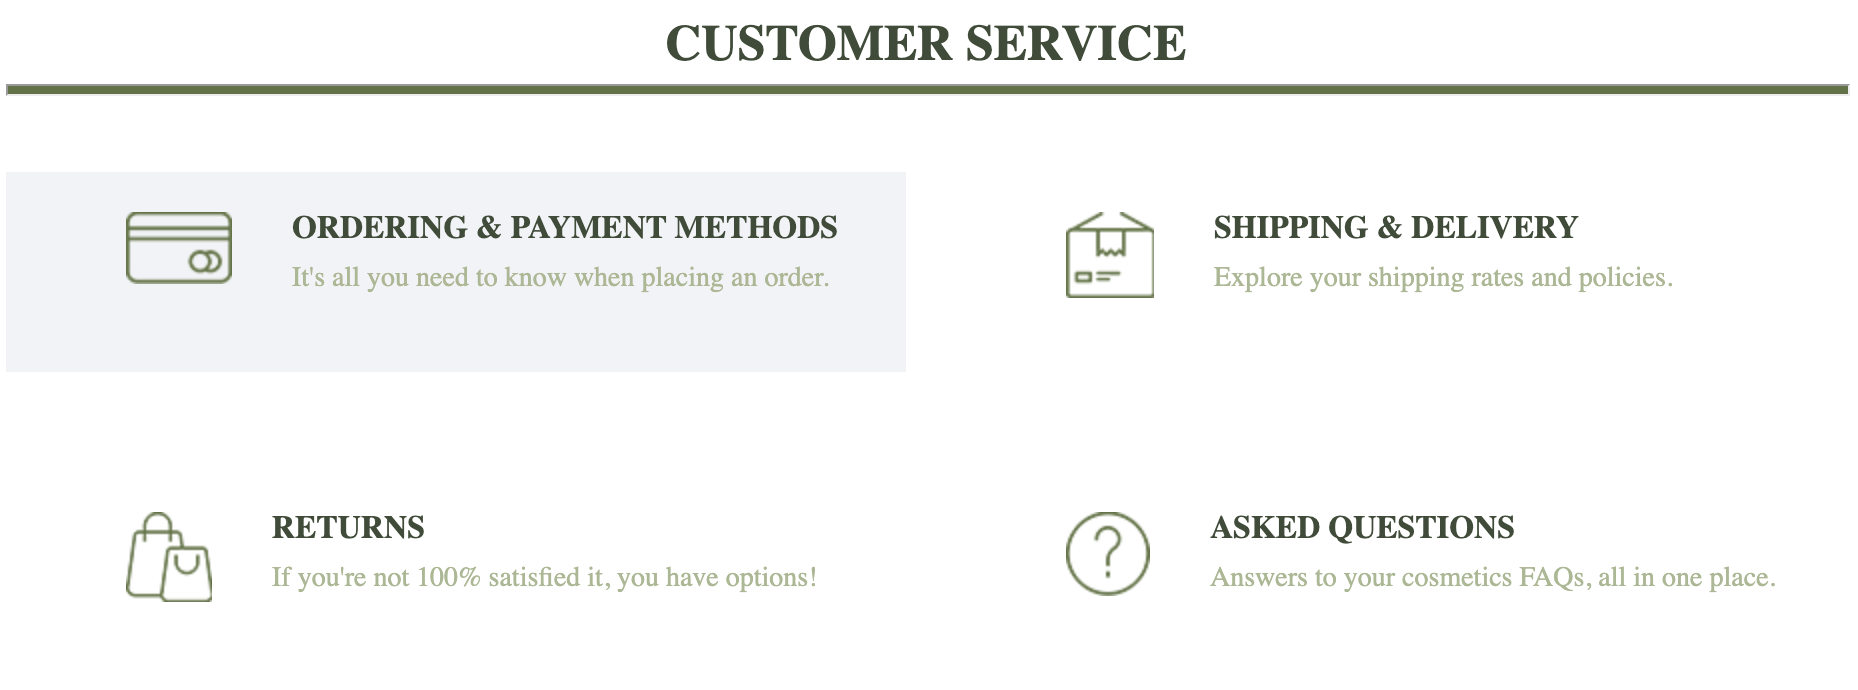 CUSTOMER SERVICE
ORDERING & PAYMENT METHODS
It's all you need to know when placing an order.
SHIPPING & DELIVERY
Explore your shipping rates and policies.
RETURNS
If you're not 100% satisfied it, you have options!
ASKED QUESTIONS
Answers to your cosmetics FAQs, all in one place.